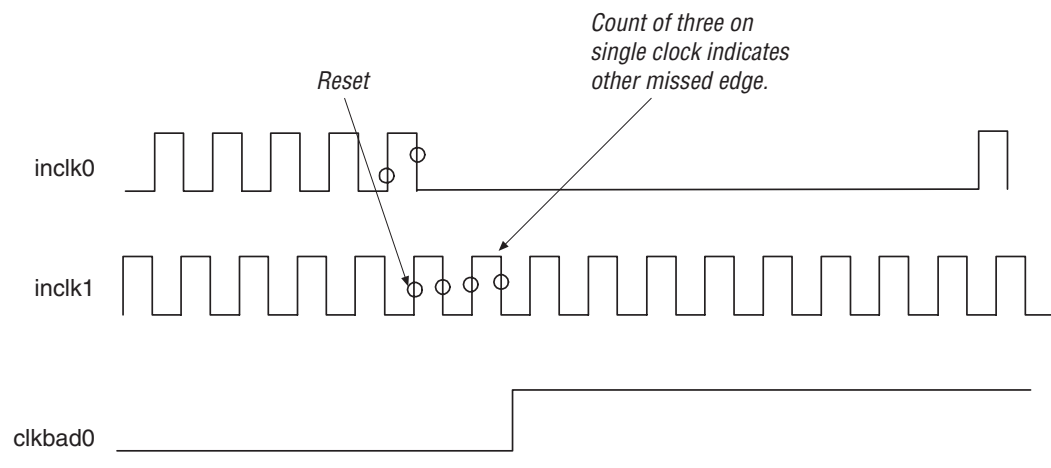 Count of three on
single clock indicates
other missed edge.
Reset
inclk0
inclk1
clkbad0